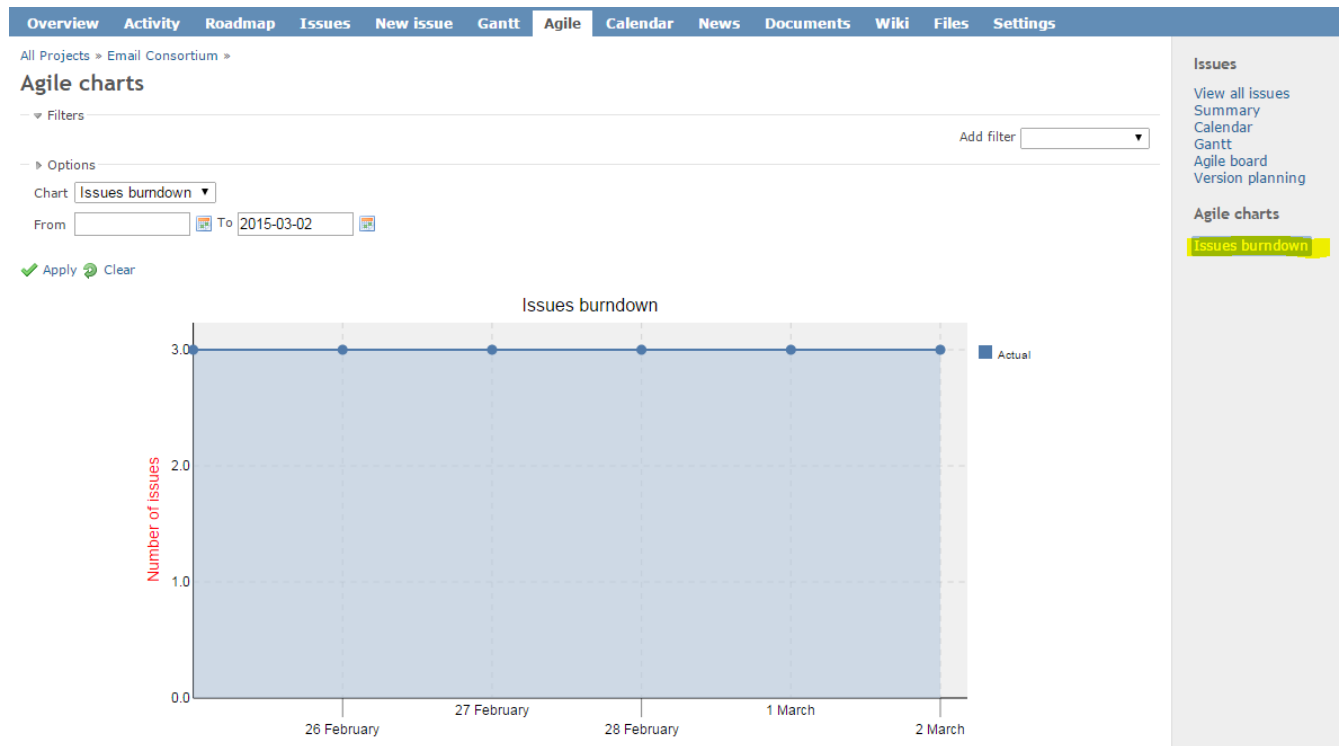 Overview Activity Roadmap Issues New issue Gantt Agile Calendar News Documents Wiki Files Settings
All Projects » Email Consortium »
Agile charts
Filters
Add filter
Options
Chart Issues burndown
From To 2015-03-02
Apply Clear
Issues burndown
3.0
2.0
1.0
0.0
Number of issues
Actual
26 February
27 February
28 February
1 March
2 March
Issues
View all issues
Summary
Calendar
Gantt
Agile board
Version planning
Agile charts
Issues burndown